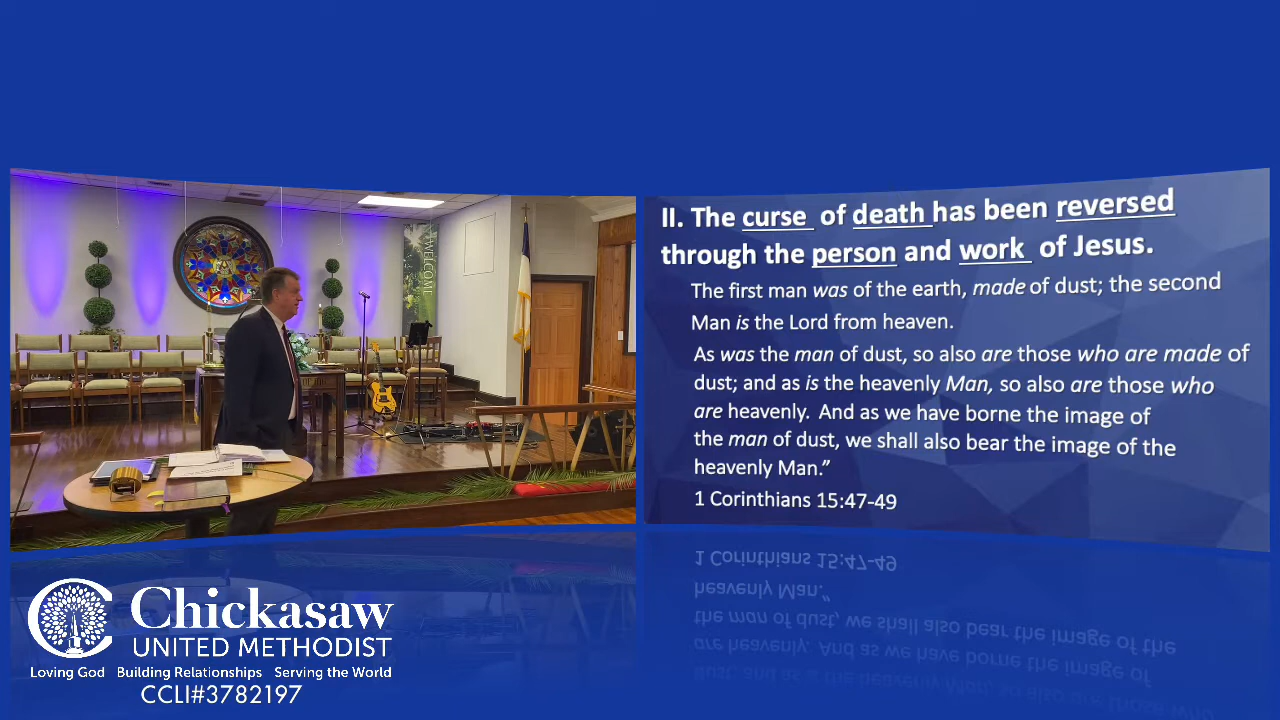 WELCOME
II. The curse of death has been reversed
through the person and work of Jesus.
The first man was of the earth, made of dust; the second
Man is the Lord from heaven.
As was the man of dust, so also are those who are made of
dust; and as is the heavenly Man, so also are those who
are heavenly. And as we have borne the image of
the man of dust, we shall also bear the image of the
heavenly Man.”
1 Corinthians 15:47-49
Chickasaw
UNITED METHODIST
Loving God Building Relationships Serving the World
CCLI#3782197